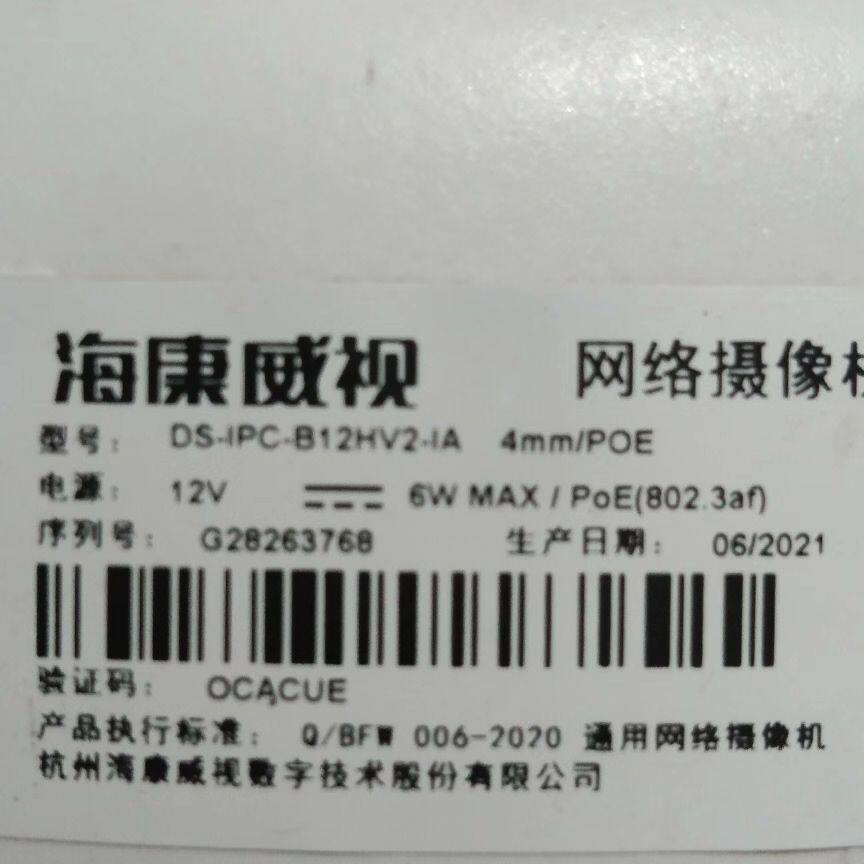 海康威视 网络摄像机
型号： DS-IPC-B12HV2-IA 4mm/POE
电源： 12V 6W MAX / PoE(802.3af)
序列号： G28263768 生产日期： 06/2021
验证码： OCACUE
产品执行标准： Q/BFW 006-2020 通用网络摄像机
杭州海康威视数字技术股份有限公司